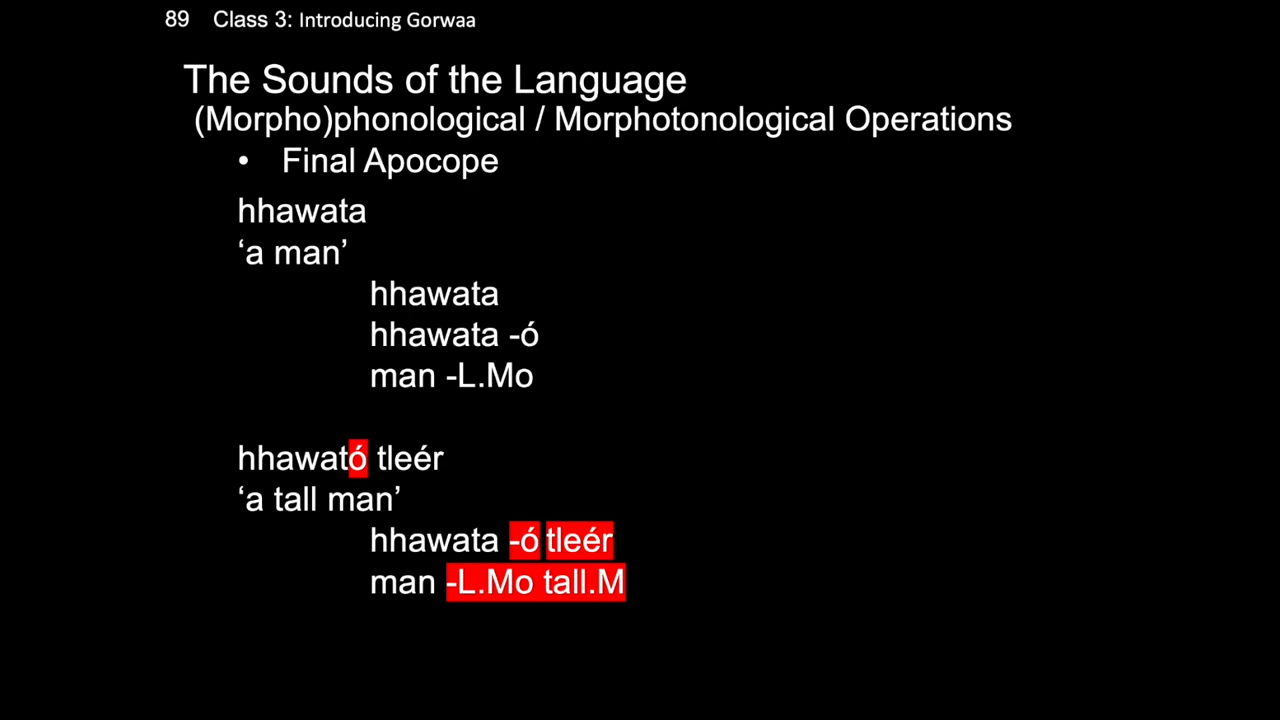 89 Class 3: Introducing Gorwaa
The Sounds of the Language
(Morpho)phonological / Morphotonological Operations
• Final Apocope
hhawata
‘a man’
hhawata
hhawata -ó
man -L.Mo
hhawató tleér
‘a tall man’
hhawata -ó tleér
man -L.Mo tall.M